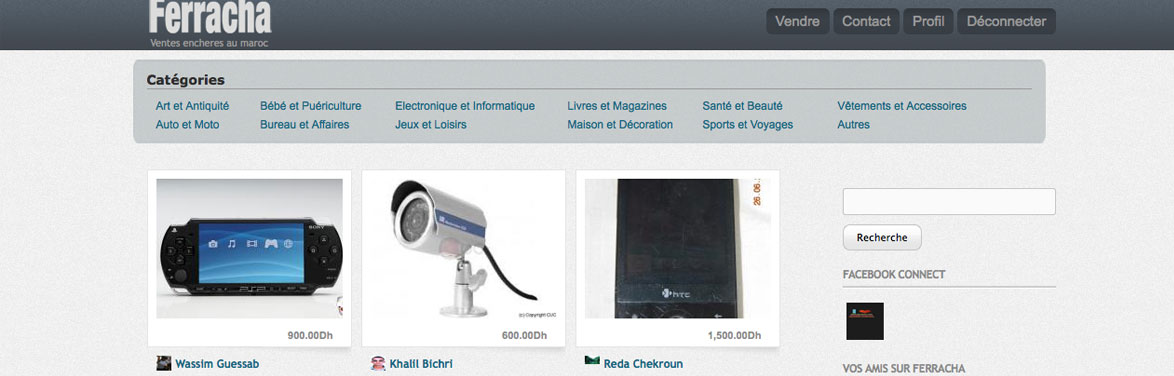 Ferracha
Ventes encheres au maroc
Vendre Contact Profil Déconnecter
Catégories
Art et Antiquité Bébé et Puériculture Electronique et Informatique Livres et Magazines Santé et Beauté Vêtements et Accessoires
Auto et Moto Bureau et Affaires Jeux et Loisirs Maison et Décoration Sports et Voyages Autres
SONY
hTC
26.06.
(c) Copyright CUC
900.00Dh
600.00Dh
1,500.00Dh
Wassim Guessab
Khalil Bichri
Reda Chekroun
Recherche
FACEBOOK CONNECT
VOS AMIS SUR FERRACHA